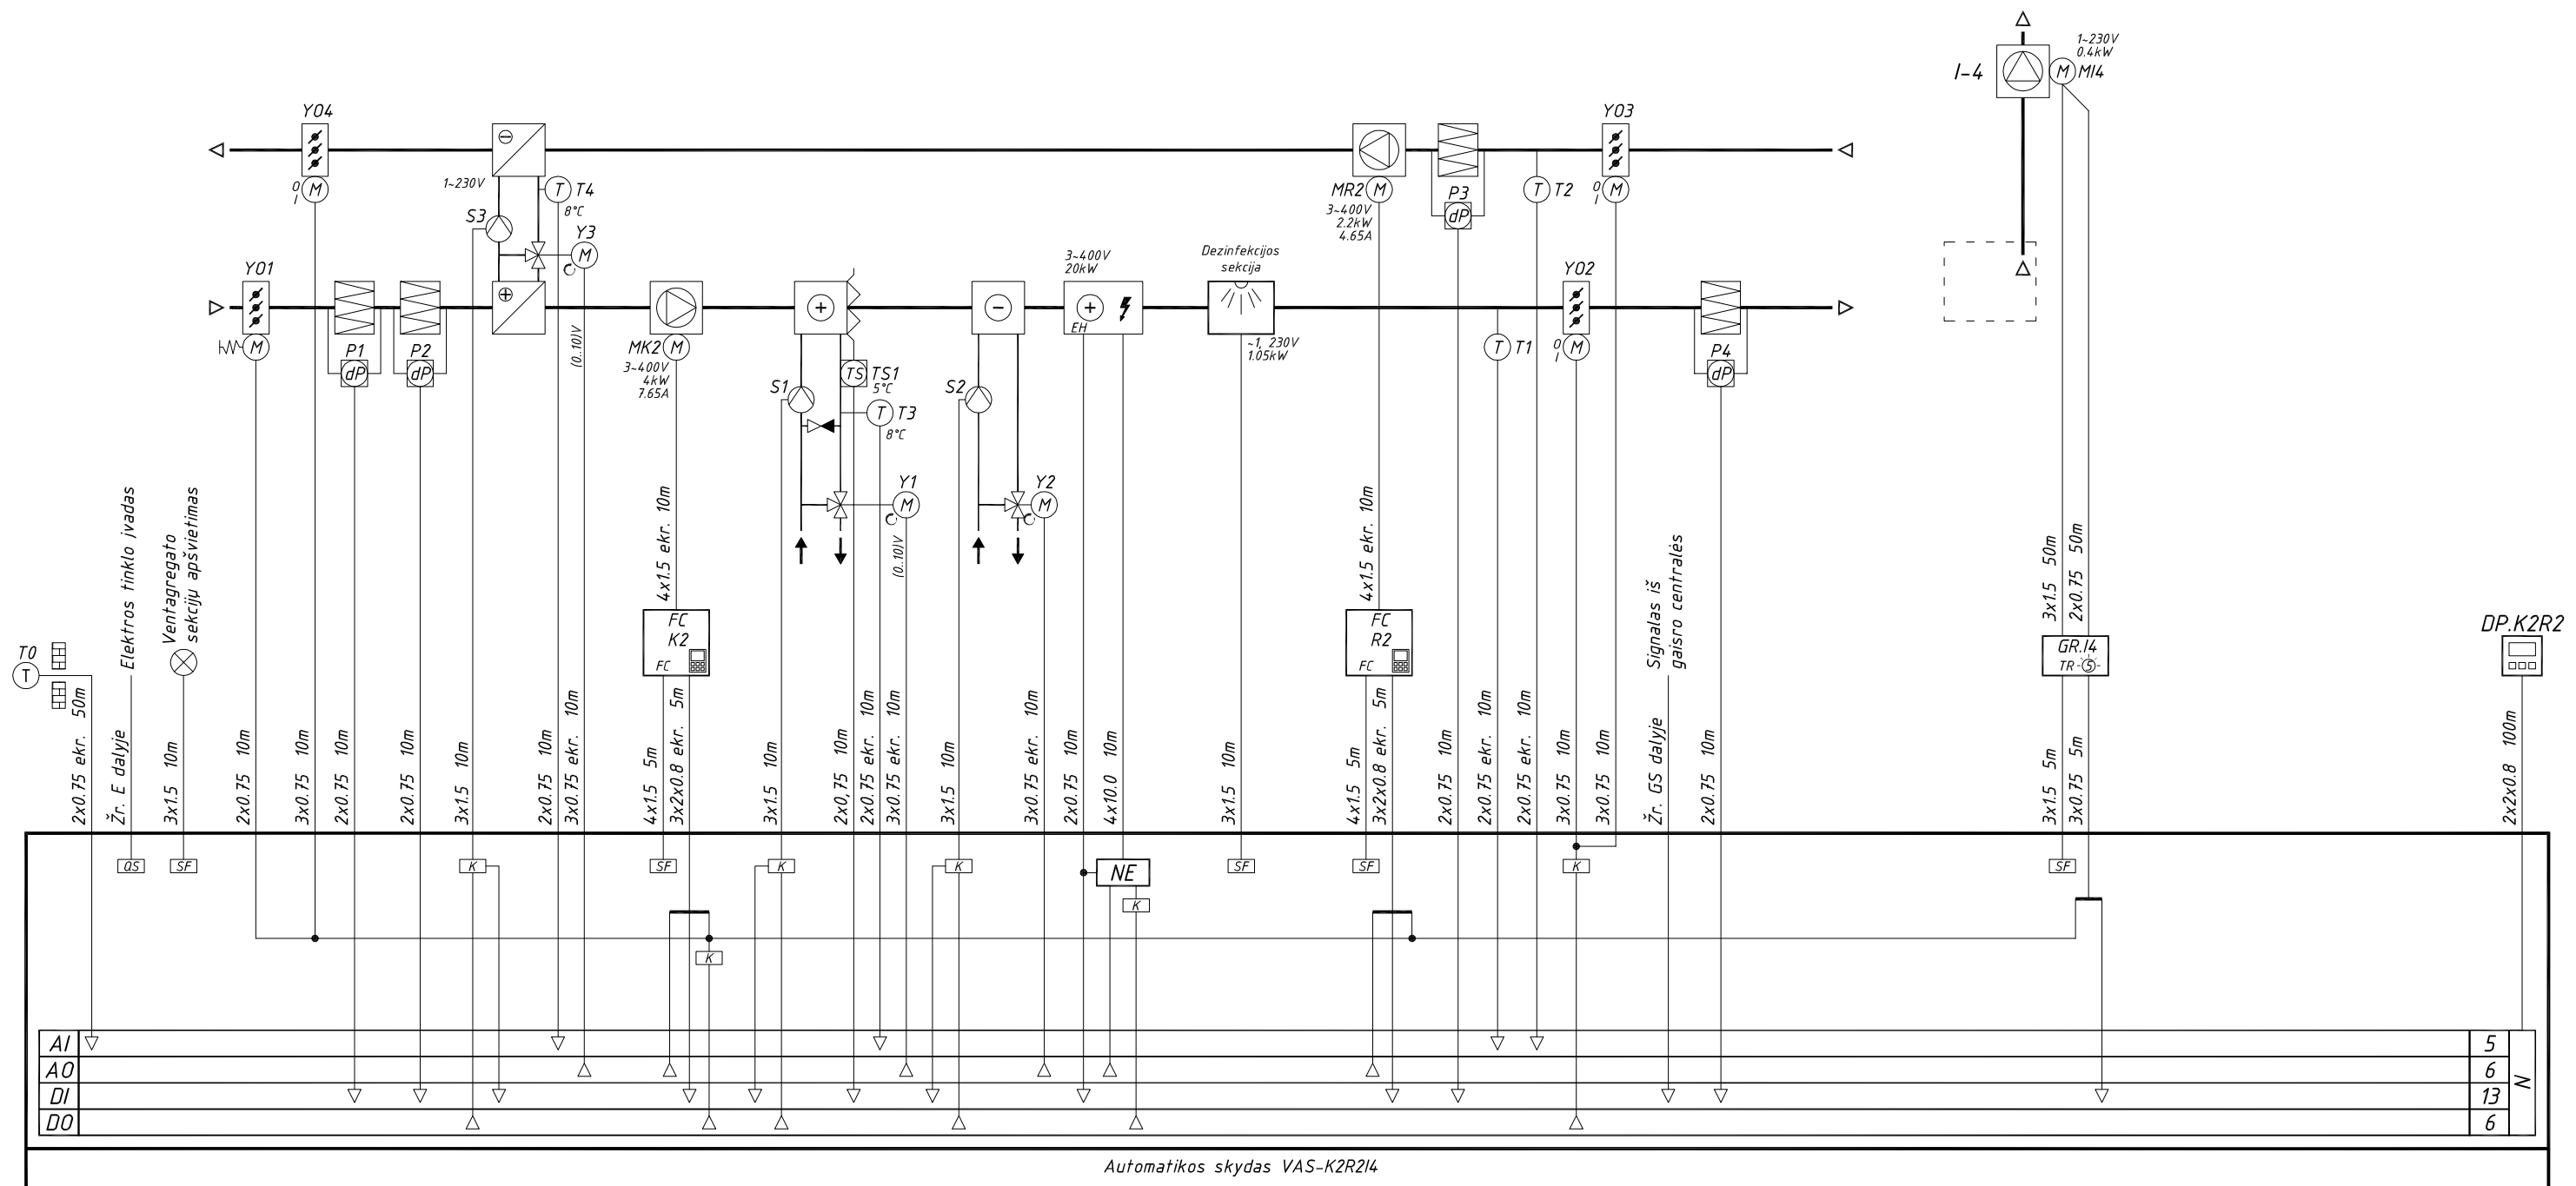 1~230V
0.4kW
I-4
M
MI4
YO4
YO3
0
I
M
1~230V
T
T4
8°C
S3
Y3
M
MR2
M
3~400V
2.2kW
4.65A
P3
dP
T
T2
0
I
M
YO1
M
P1
dP
P2
dP
(0..10)V
MK2
M
3~400V
4kW
7.65A
3~400V
20kW
EH
Dezinfekcijos
sekcija
~1, 230V
1.05kW
T
T1
YO2
0
I
M
P4
dP
S1
TS
TS1
5°C
T
T3
8°C
Y1
M
(0..10)V
S2
Y2
M
Elektros tinklo įvadas
Ventagregato
sekcijų apšvietimas
4x1.5 ekr. 10m
4x1.5 ekr. 10m
Signalas iš
gaisro centralės
3x1.5 50m
2x0.75 50m
T0
T
FC
K2
FC
FC
R2
FC
GR.I4
TR-5-
DP.K2R2
2x0.75 ekr. 50m
Žr. E dalyje
3x1.5 10m
2x0.75 10m
3x0.75 10m
2x0.75 10m
2x0.75 10m
3x1.5 10m
2x0.75 10m
3x0.75 ekr. 10m
4x1.5 5m
3x2x0.8 ekr. 5m
3x1.5 10m
2x0,75 10m
2x0.75 ekr. 10m
3x0.75 ekr. 10m
3x1.5 10m
3x0.75 ekr. 10m
2x0.75 10m
4x10.0 10m
3x1.5 10m
4x1.5 5m
3x2x0.8 ekr. 5m
2x0.75 10m
2x0.75 ekr. 10m
2x0.75 ekr. 10m
3x0.75 10m
3x0.75 10m
Žr. GS dalyje
2x0.75 10m
3x1.5 5m
3x0.75 5m
2x2x0.8 100m
QS
SF
K
SF
K
K
NE
K
SF
SF
K
SF
K
AI
5
AO
6
DI
13
DO
6
N
Automatikos skydas VAS-K2R2I4